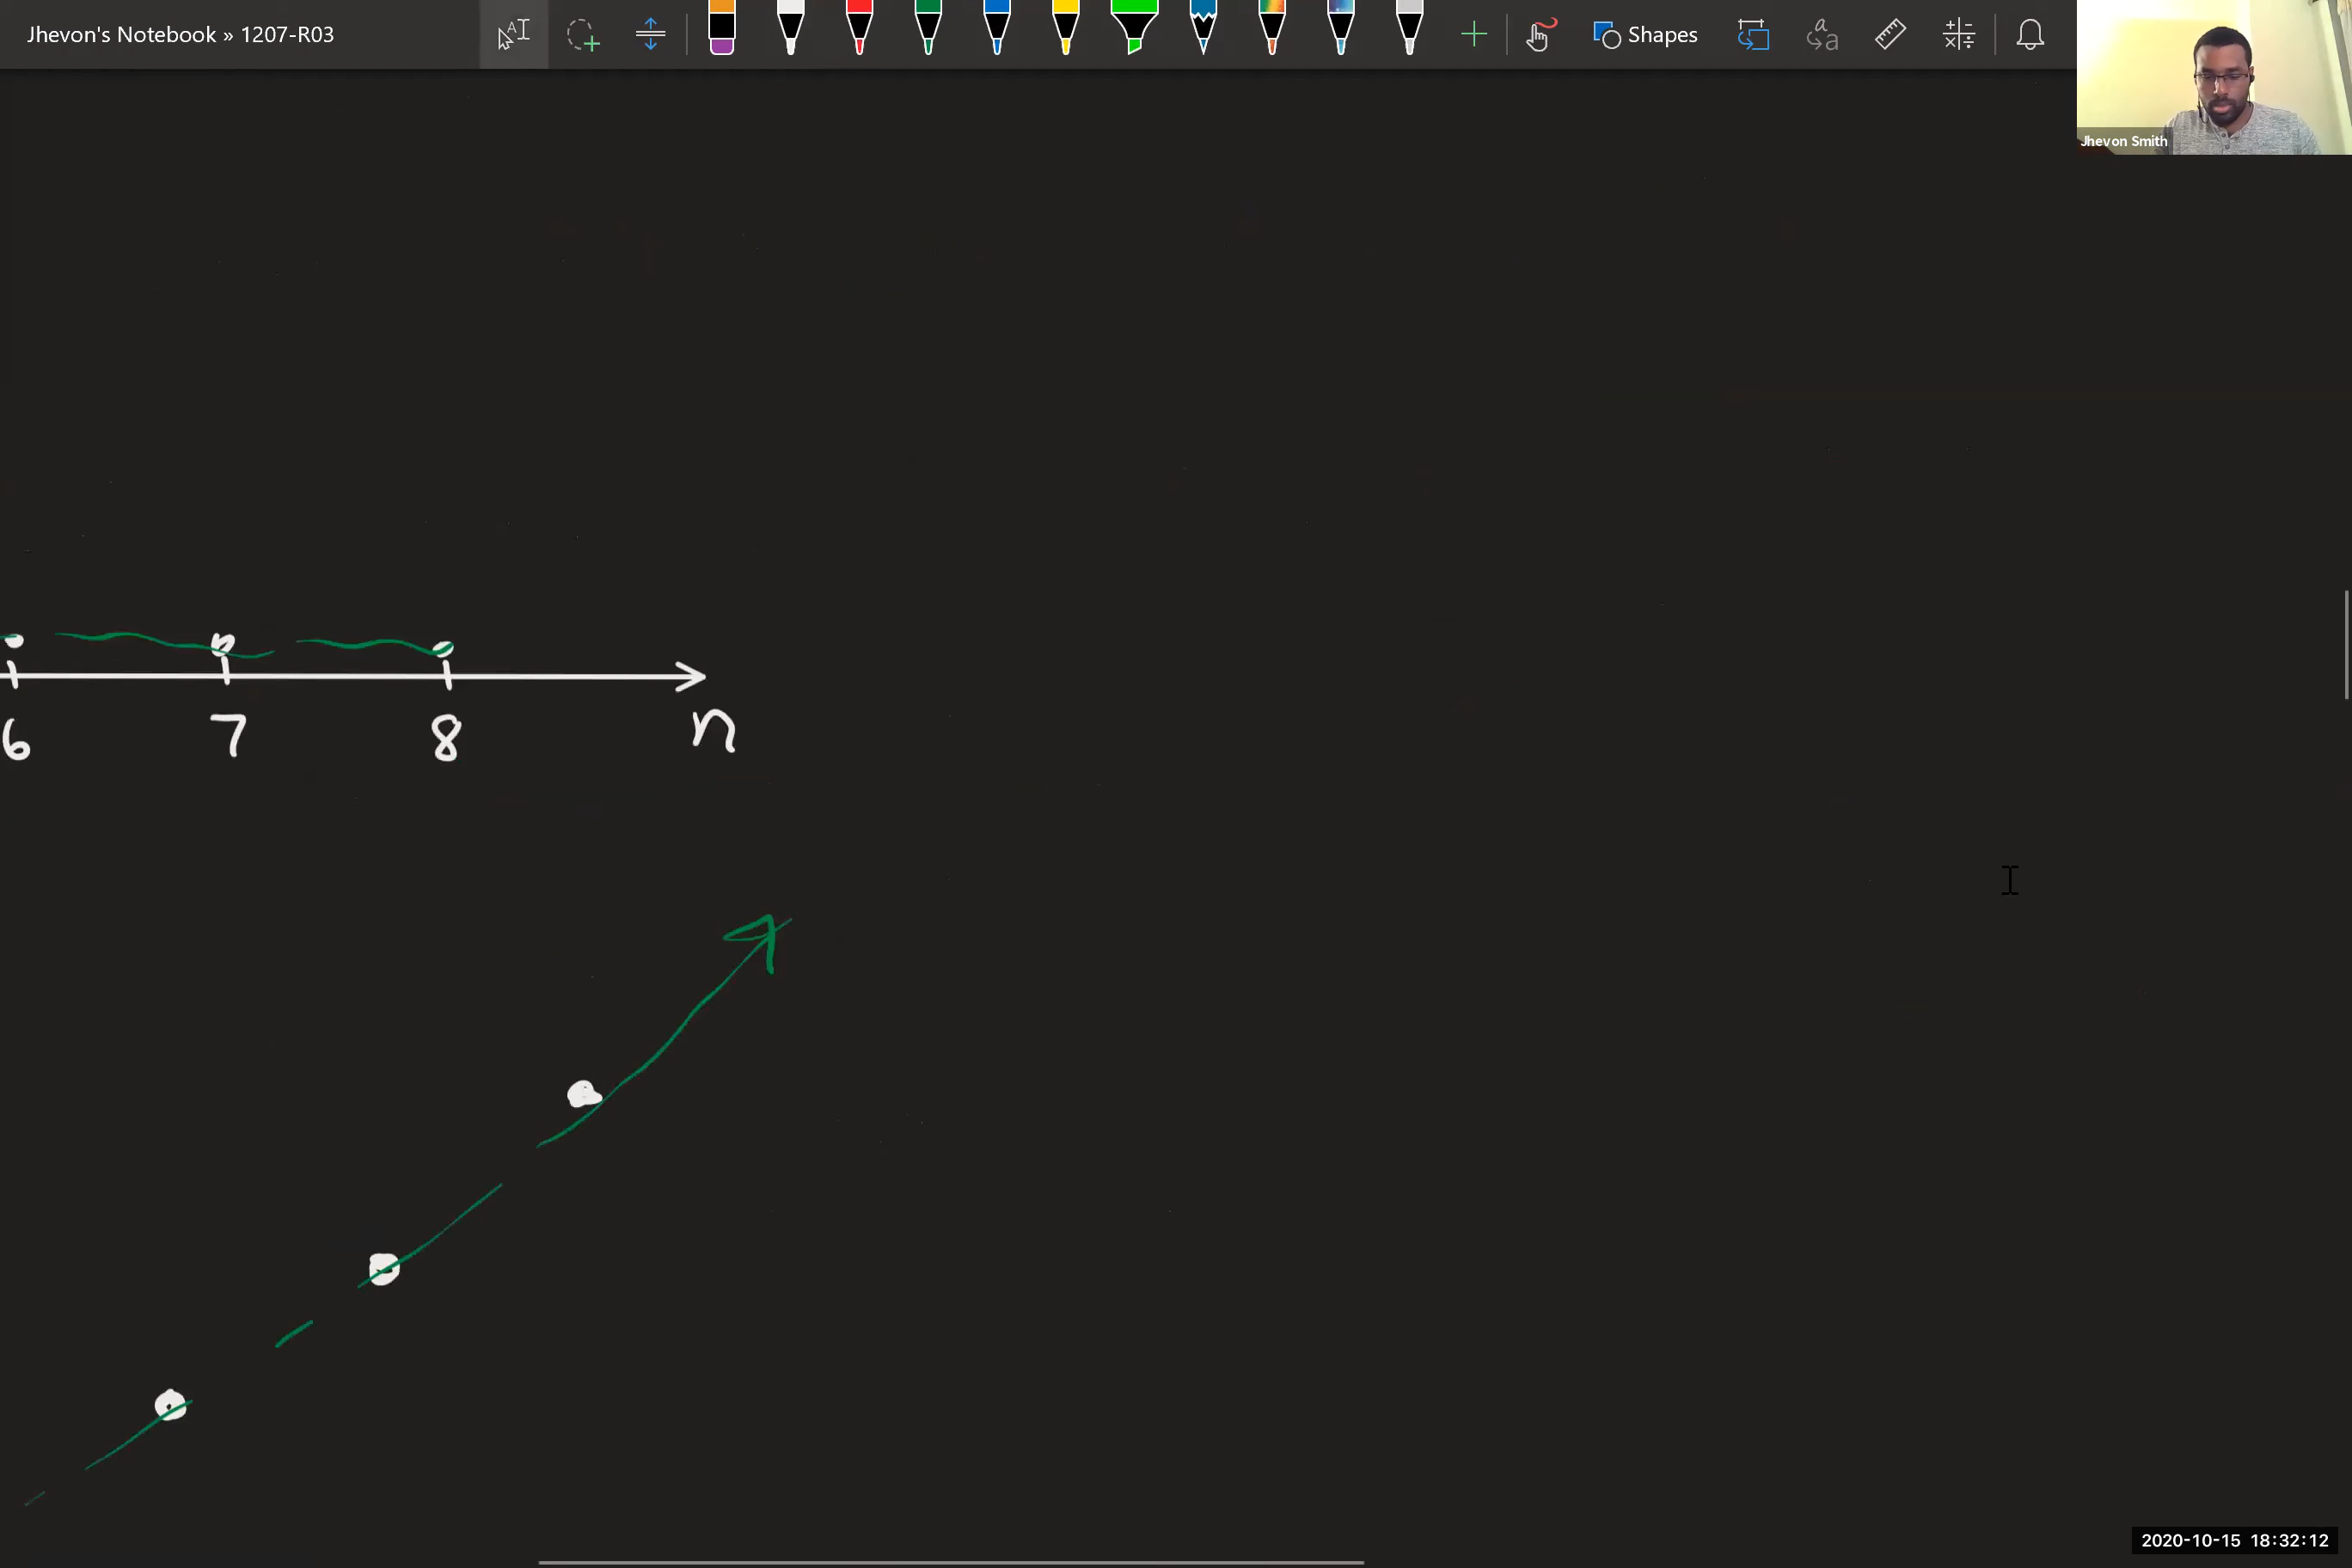 Jhevon's Notebook » 1207-R03
Shapes
Jhevon Smith
6 7 8 n
2020-10-15 18:32:12